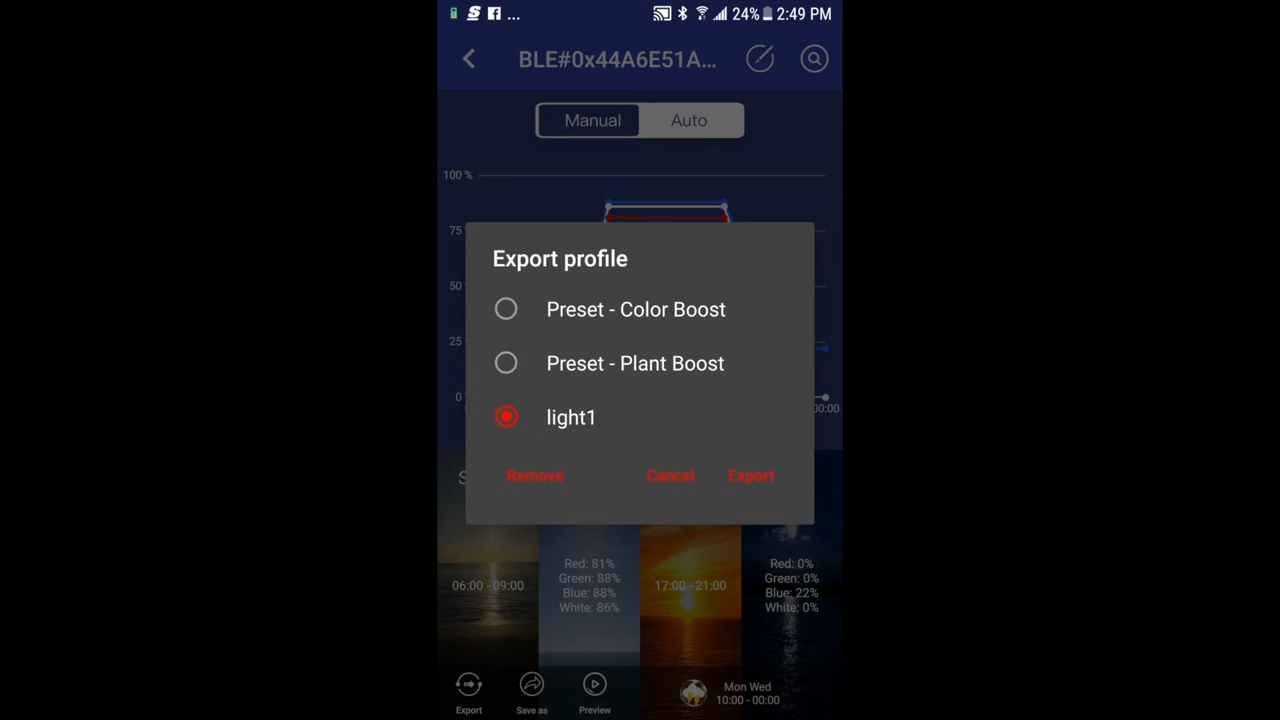 ... 24% 2:49 PM
BLE#0x44A6E51A...
Manual Auto
100 %
75
50
25
0
00:00
Export profile
Preset - Color Boost
Preset - Plant Boost
light1
Remove Cancel Export
S
06:00 - 09:00
Red: 81%
Green: 88%
Blue: 88%
White: 86%
17:00 - 21:00
Red: 0%
Green: 0%
Blue: 22%
White: 0%
Export Save as Preview
Mon Wed
10:00 - 00:00